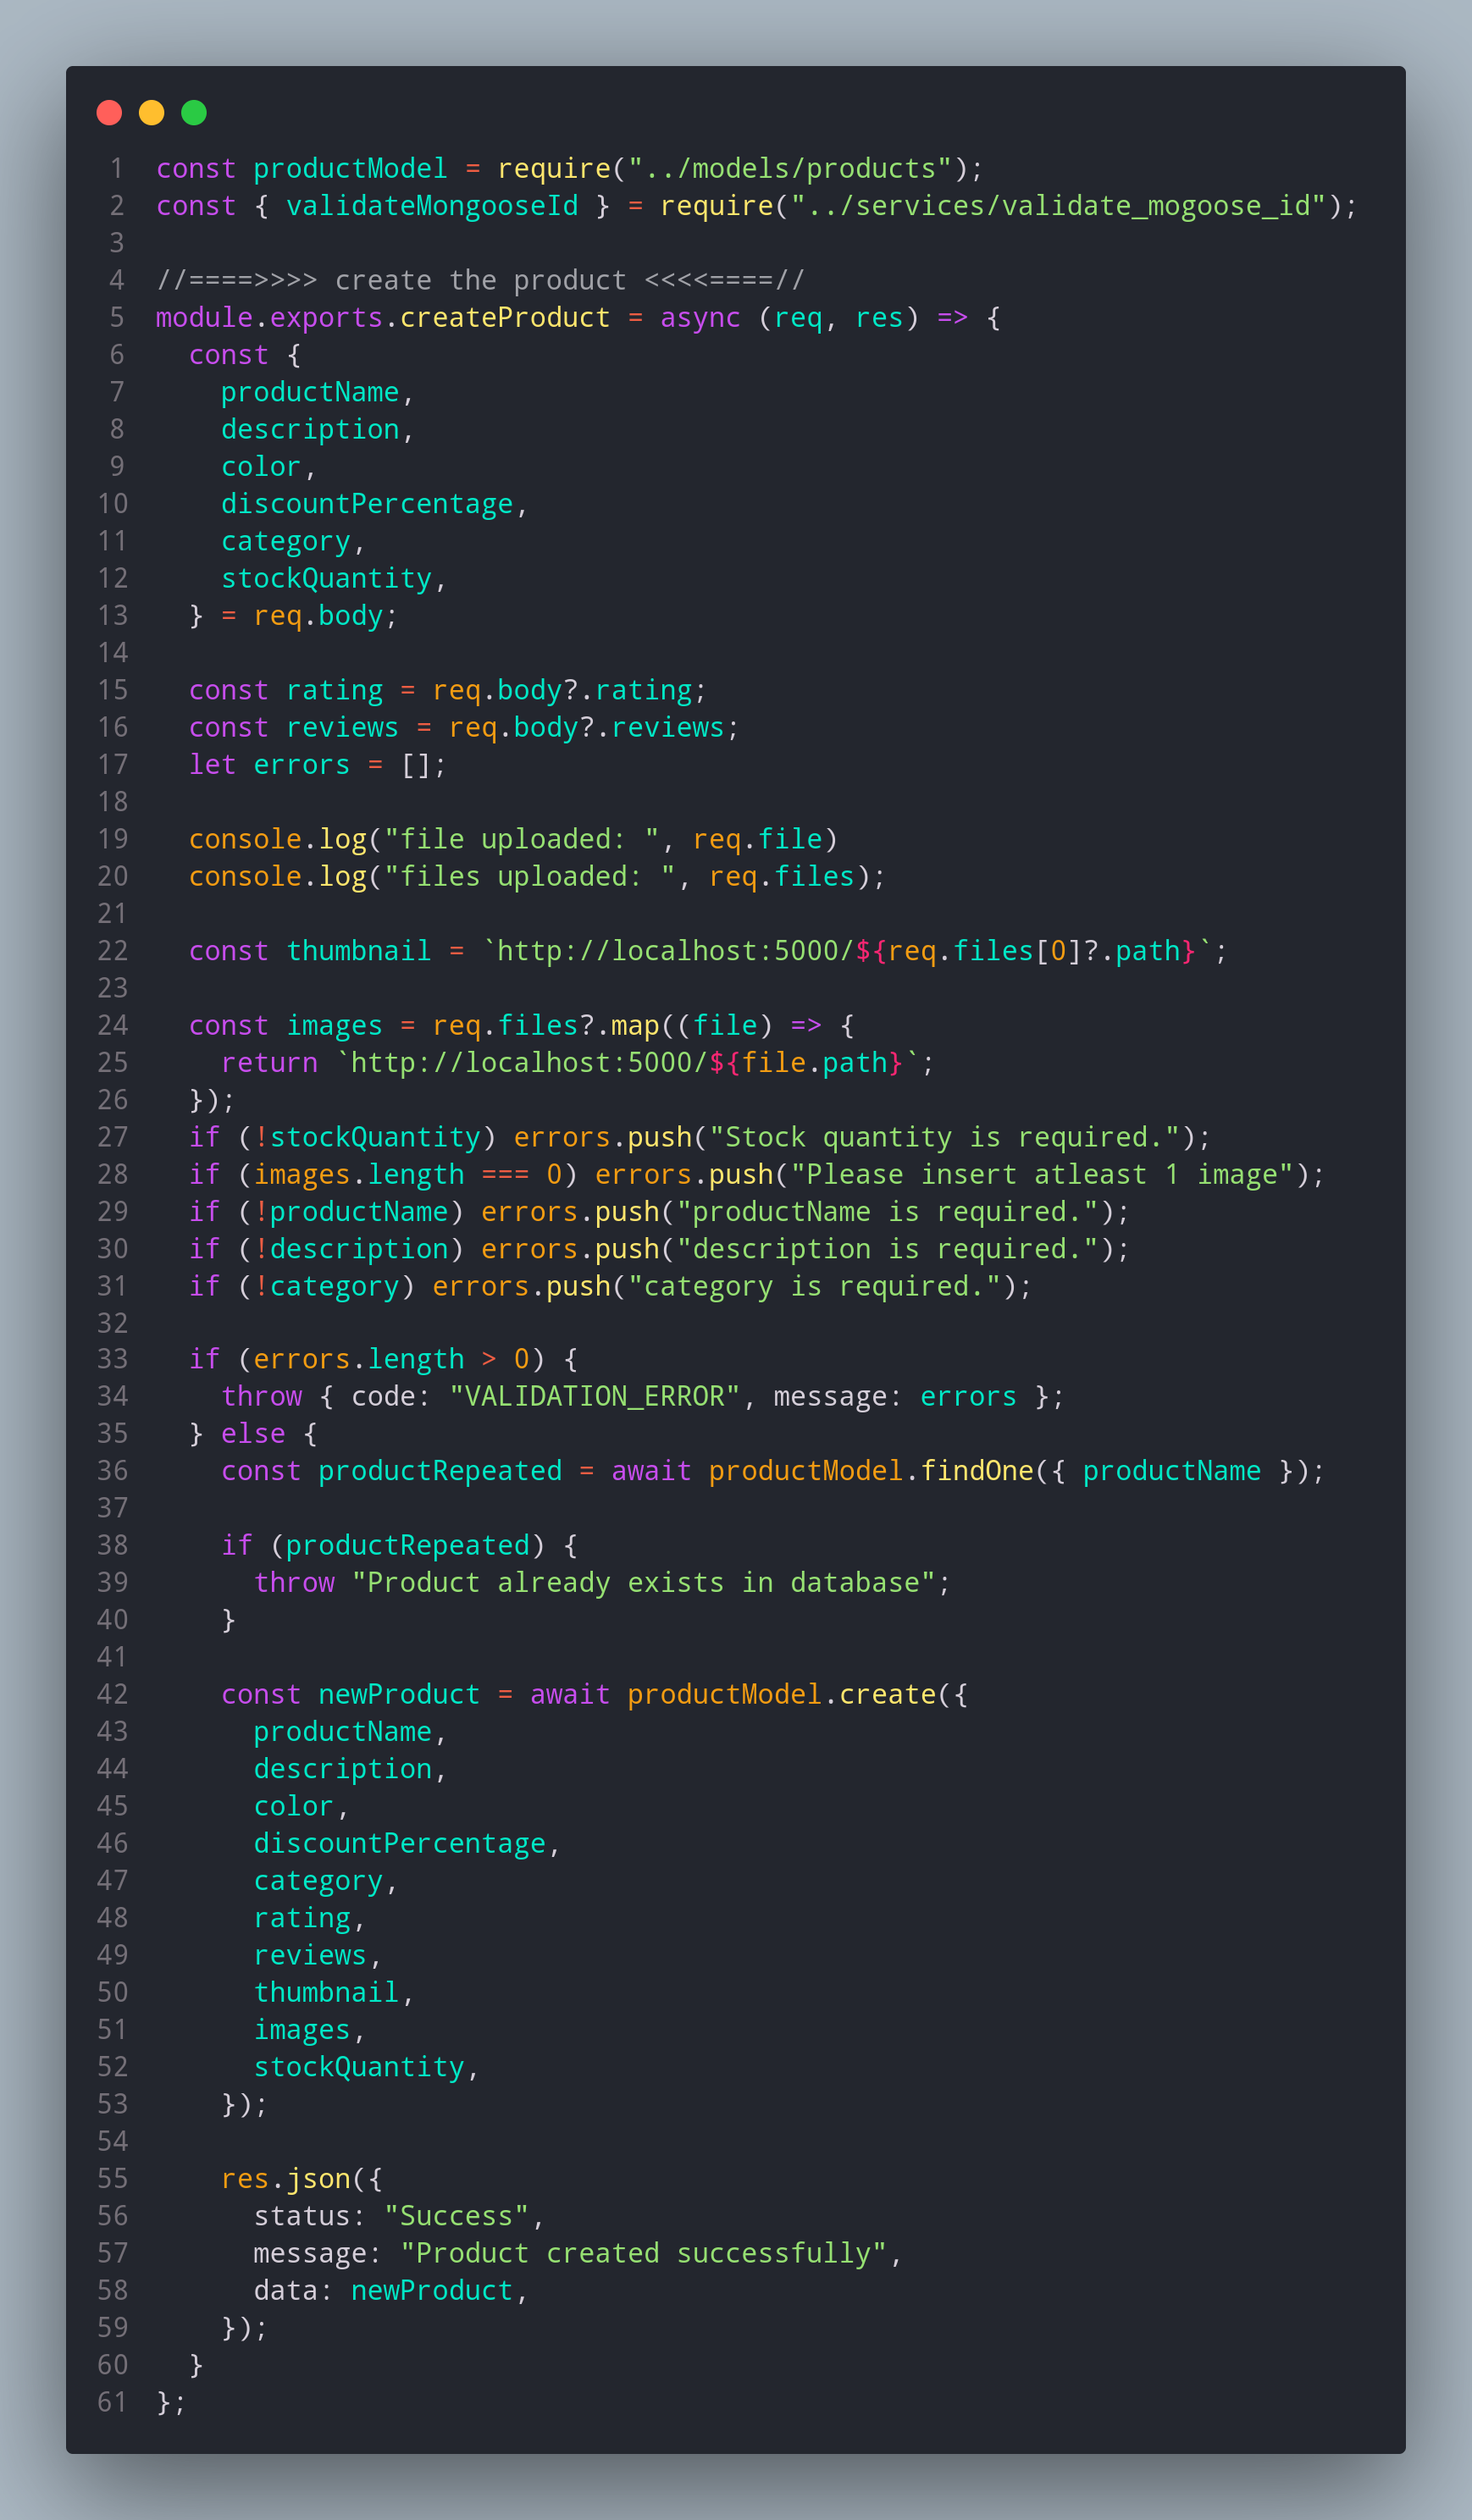 1 const productModel = require("../models/products");
2 const { validateMongooseId } = require("../services/validate_mogoose_id");
3
4 //====>>>> create the product <<<<====//
5 module.exports.createProduct = async (req, res) => {
6   const {
7     productName,
8     description,
9     color,
10     discountPercentage,
11     category,
12     stockQuantity,
13   } = req.body;
14
15   const rating = req.body?.rating;
16   const reviews = req.body?.reviews;
17   let errors = [];
18
19   console.log("file uploaded: ", req.file)
20   console.log("files uploaded: ", req.files);
21
22   const thumbnail = `http://localhost:5000/${req.files[0]?.path}`;
23
24   const images = req.files?.map((file) => {
25     return `http://localhost:5000/${file.path}`;
26   });
27   if (!stockQuantity) errors.push("Stock quantity is required.");
28   if (images.length === 0) errors.push("Please insert atleast 1 image");
29   if (!productName) errors.push("productName is required.");
30   if (!description) errors.push("description is required.");
31   if (!category) errors.push("category is required.");
32
33   if (errors.length > 0) {
34     throw { code: "VALIDATION_ERROR", message: errors };
35   } else {
36     const productRepeated = await productModel.findOne({ productName });
37
38     if (productRepeated) {
39       throw "Product already exists in database";
40     }
41
42     const newProduct = await productModel.create({
43       productName,
44       description,
45       color,
46       discountPercentage,
47       category,
48       rating,
49       reviews,
50       thumbnail,
51       images,
52       stockQuantity,
53     });
54
55     res.json({
56       status: "Success",
57       message: "Product created successfully",
58       data: newProduct,
59     });
60   }
61 };